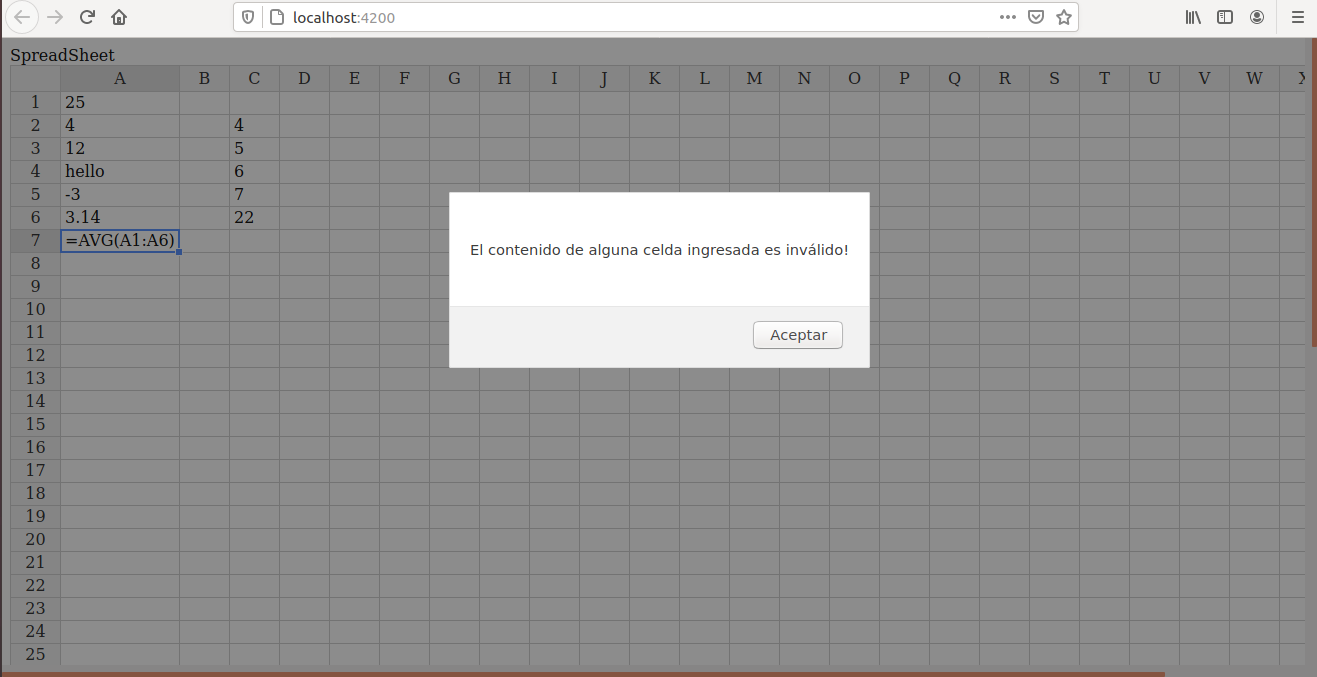 localhost:4200
SpreadSheet
A B C D E F G H I J K L M N O P Q R S T U V W X
1 25
2 4 4
3 12 5
4 hello 6
5 -3 7
6 3.14 22
7 =AVG(A1:A6)
8
9
10
11
12
13
14
15
16
17
18
19
20
21
22
23
24
25
El contenido de alguna celda ingresada es inválido!
Aceptar